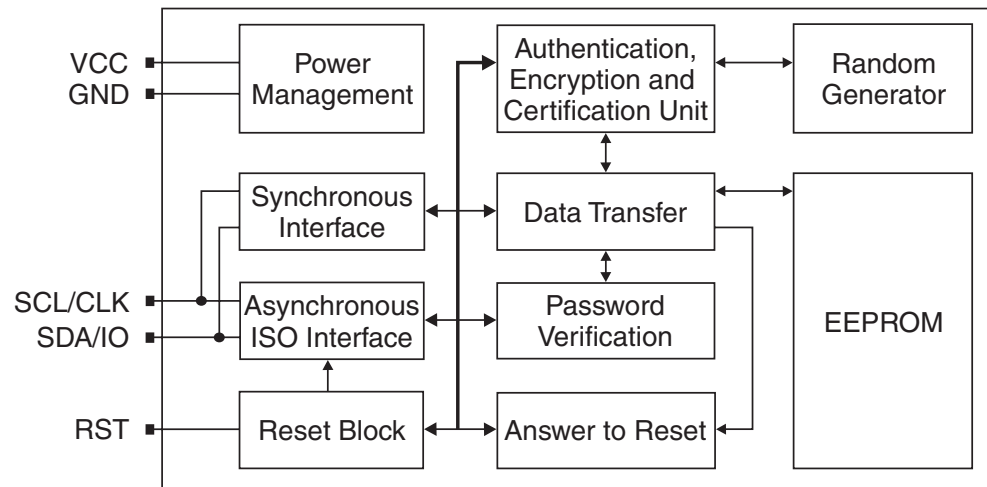 VCC
GND
Power
Management
Authentication,
Encryption and
Certification Unit
Random
Generator
Synchronous
Interface
Data Transfer
EEPROM
SCL/CLK
SDA/IO
Asynchronous
ISO Interface
Password
Verification
RST
Reset Block
Answer to Reset